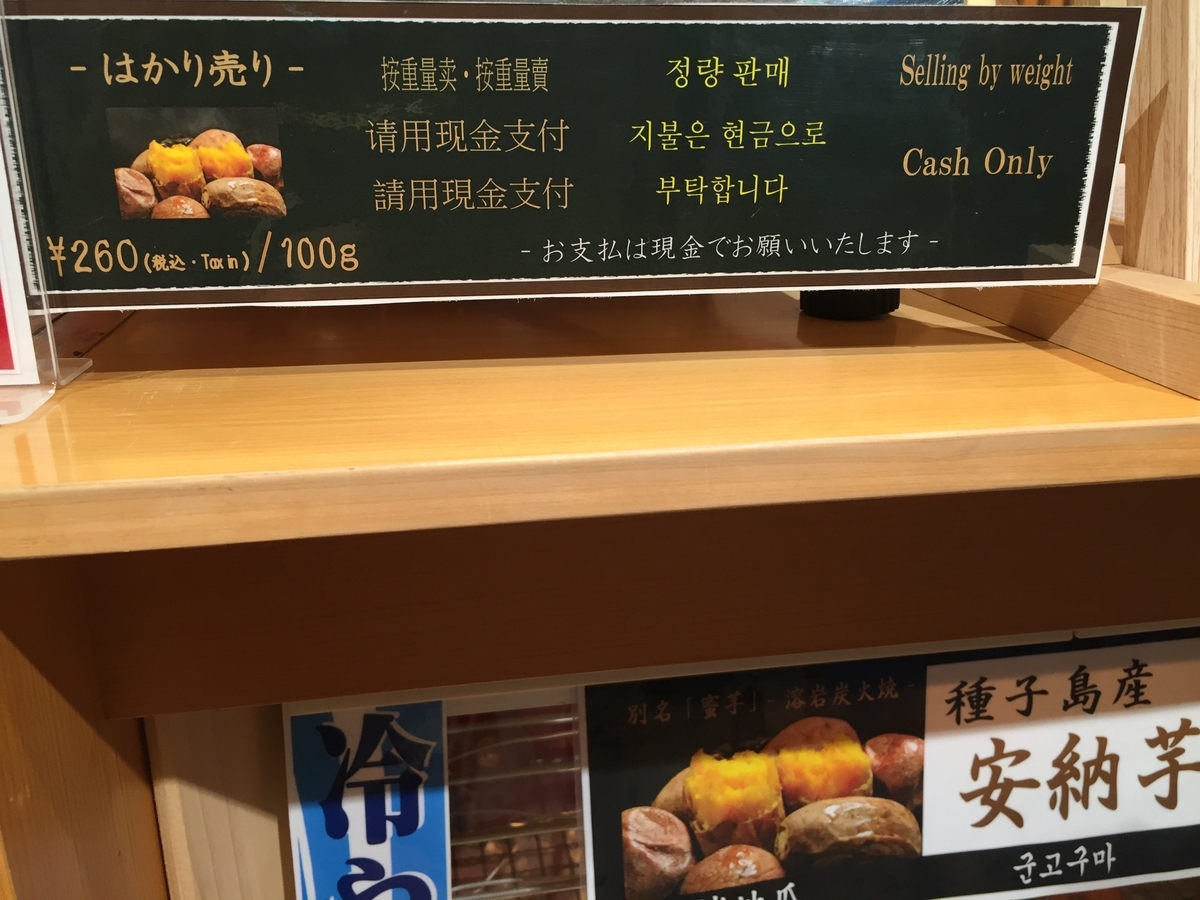 - はかり売り -
¥260(税込・Tax in)/100g
按重量卖・按重量賣
请用现金支付
請用現金支付
정량 판매
지불은 현금으로
부탁합니다
Selling by weight
Cash Only
- お支払は現金でお願いいたします -
冷や
別名「蜜芋」- 溶岩炭火焼 -
種子島産
安納芋
군고구마